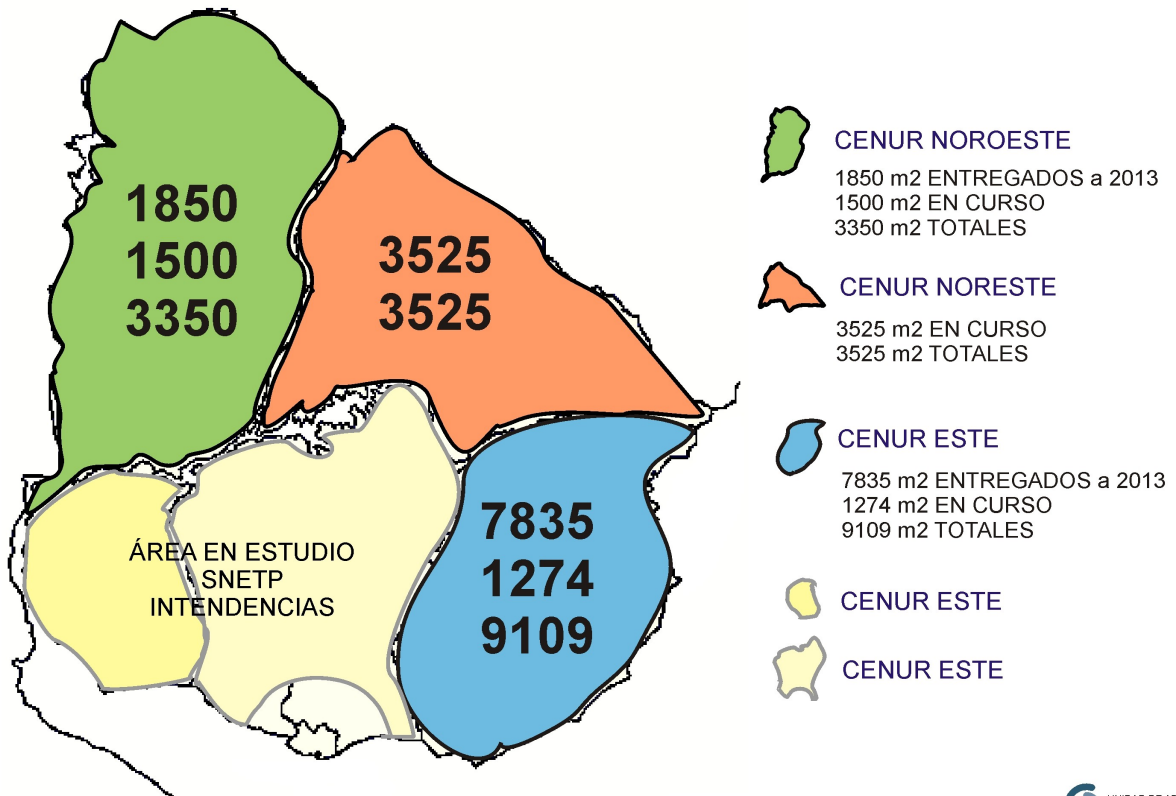 1850
1500
3350
3525
3525
7835
1274
9109
ÁREA EN ESTUDIO
SNETP
INTENDENCIAS
CENUR NOROESTE
1850 m2 ENTREGADOS a 2013
1500 m2 EN CURSO
3350 m2 TOTALES
CENUR NORESTE
3525 m2 EN CURSO
3525 m2 TOTALES
CENUR ESTE
7835 m2 ENTREGADOS a 2013
1274 m2 EN CURSO
9109 m2 TOTALES
CENUR ESTE
CENUR ESTE